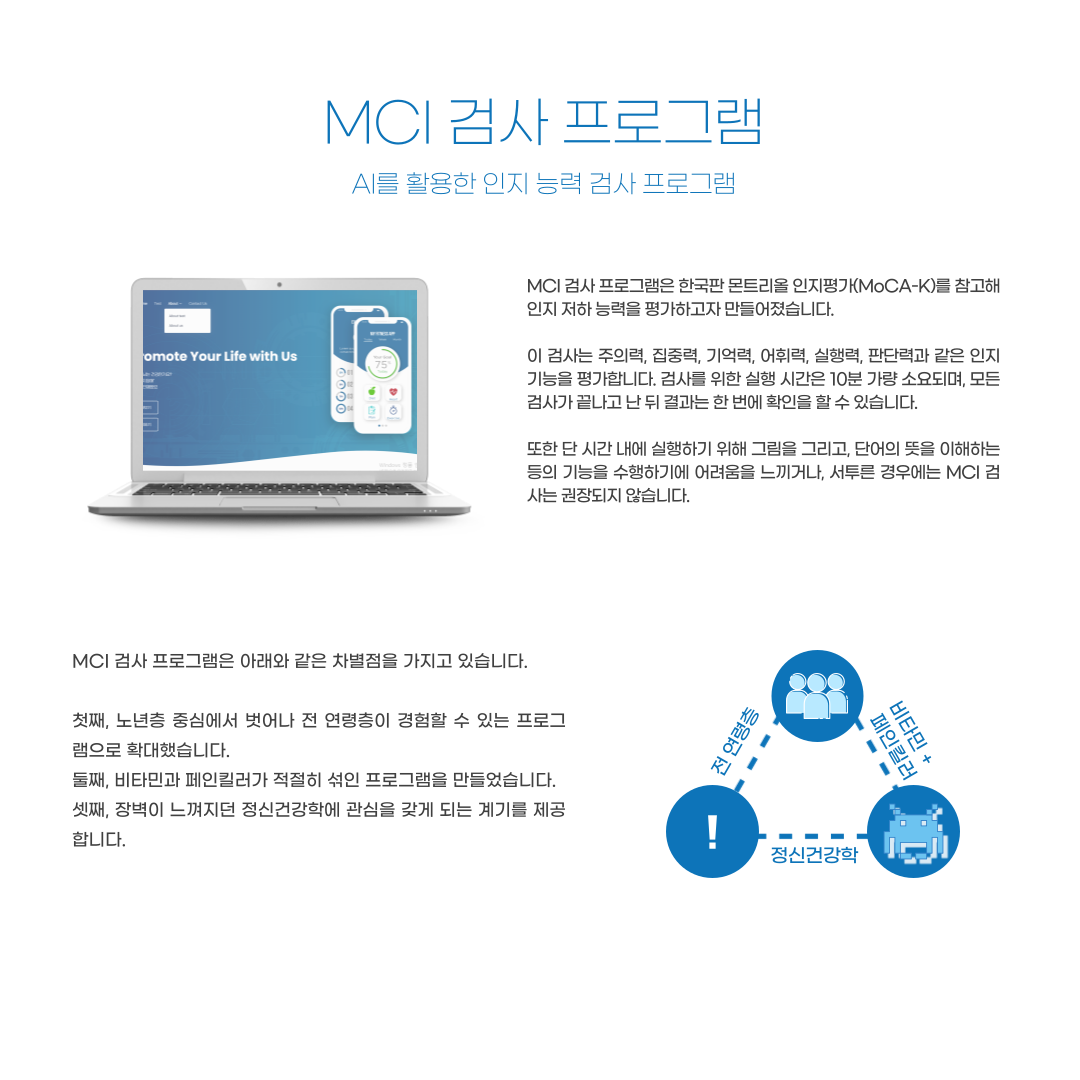 MCI 검사 프로그램
AI를 활용한 인지 능력 검사 프로그램
About
Contact Us
romote Your Life with Us
75
MCI 검사 프로그램은 한국판 몬트리올 인지평가(MoCA-K)를 참고해
인지 저하 능력을 평가하고자 만들어졌습니다.
이 검사는 주의력, 집중력, 기억력, 어휘력, 실행력, 판단력과 같은 인지
기능을 평가합니다. 검사를 위한 실행 시간은 10분 가량 소요되며, 모든
검사가 끝나고 난 뒤 결과는 한 번에 확인을 할 수 있습니다.
또한 단 시간 내에 실행하기 위해 그림을 그리고, 단어의 뜻을 이해하는
등의 기능을 수행하기에 어려움을 느끼거나, 서투른 경우에는 MCI 검
사는 권장되지 않습니다.
MCI 검사 프로그램은 아래와 같은 차별점을 가지고 있습니다.
첫째, 노년층 중심에서 벗어나 전 연령층이 경험할 수 있는 프로그
램으로 확대했습니다.
둘째, 비타민과 페인킬러가 적절히 섞인 프로그램을 만들었습니다.
셋째, 장벽이 느껴지던 정신건강학에 관심을 갖게 되는 계기를 제공
합니다.
전 연령층
비타민 +
페인킬러
!
정신건강학